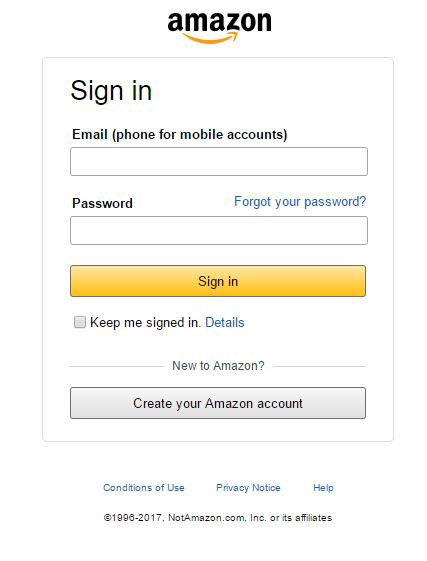 amazon
Sign in
Email (phone for mobile accounts)
Password Forgot your password?
Sign in
Keep me signed in. Details
New to Amazon?
Create your Amazon account
Conditions of Use Privacy Notice Help
©1996-2017, NotAmazon.com, Inc. or its affiliates